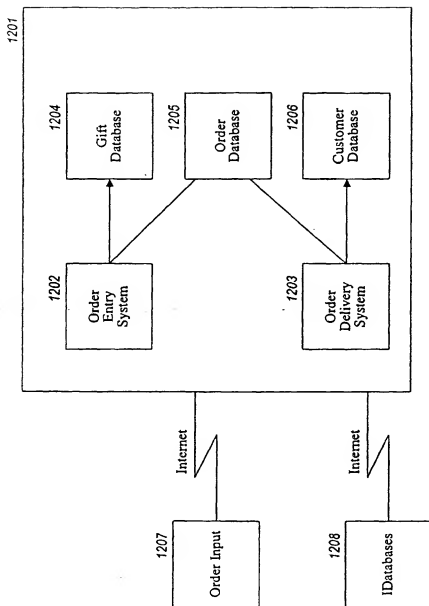 1201
1202
Order
Entry
System
1203
Order
Delivery
System
1204
Gift
Database
1205
Order
Database
1206
Customer
Database
Internet
Internet
1207
Order Input
1208
IDatabases